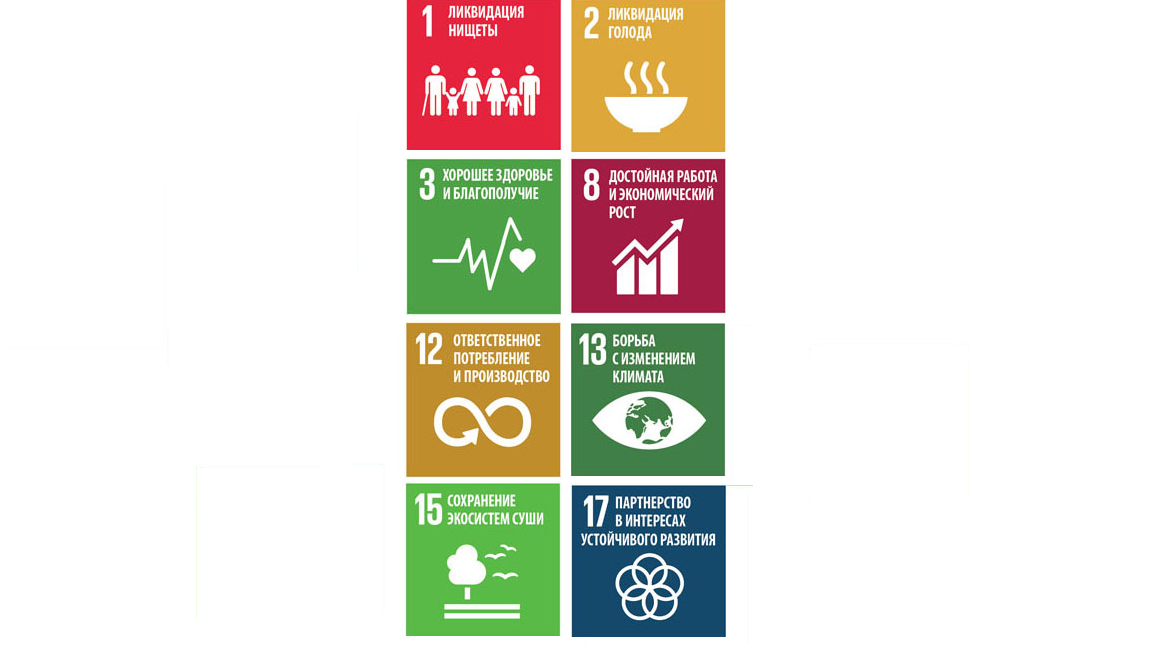 1 ЛИКВИДАЦИЯ
НИЩЕТЫ
2 ЛИКВИДАЦИЯ
ГОЛОДА
3 ХОРОШЕЕ ЗДОРОВЬЕ
И БЛАГОПОЛУЧИЕ
8 ДОСТОЙНАЯ РАБОТА
И ЭКОНОМИЧЕСКИЙ
РОСТ
12 ОТВЕТСТВЕННОЕ
ПОТРЕБЛЕНИЕ
И ПРОИЗВОДСТВО
13 БОРЬБА
С ИЗМЕНЕНИЕМ
КЛИМАТА
15 СОХРАНЕНИЕ
ЭКОСИСТЕМ СУШИ
17 ПАРТНЕРСТВО
В ИНТЕРЕСАХ
УСТОЙЧИВОГО РАЗВИТИЯ